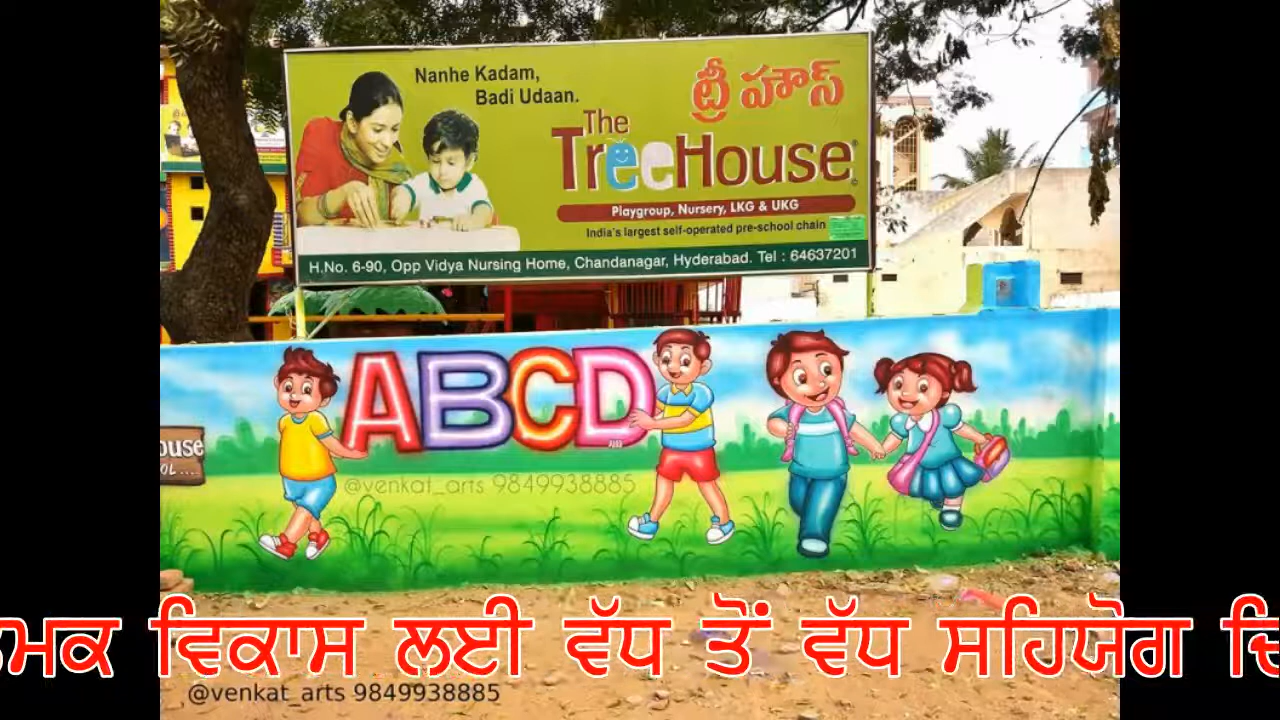 Nanhe Kadam,
Badi Udaan.
ట్రీ హౌస్
The
TreeHouse
Playgroup, Nursery, LKG & UKG
India's largest self-operated pre-school chain
H.No. 6-90, Opp Vidya Nursing Home, Chandanagar, Hyderabad. Tel : 64637201
ABCD
@venkat_arts 9849938885
ਵਿਕਾਸ ਲਈ ਵੱਧ ਤੋਂ ਵੱਧ ਸਹਿਯੋਗ
@venkat_arts 9849938885